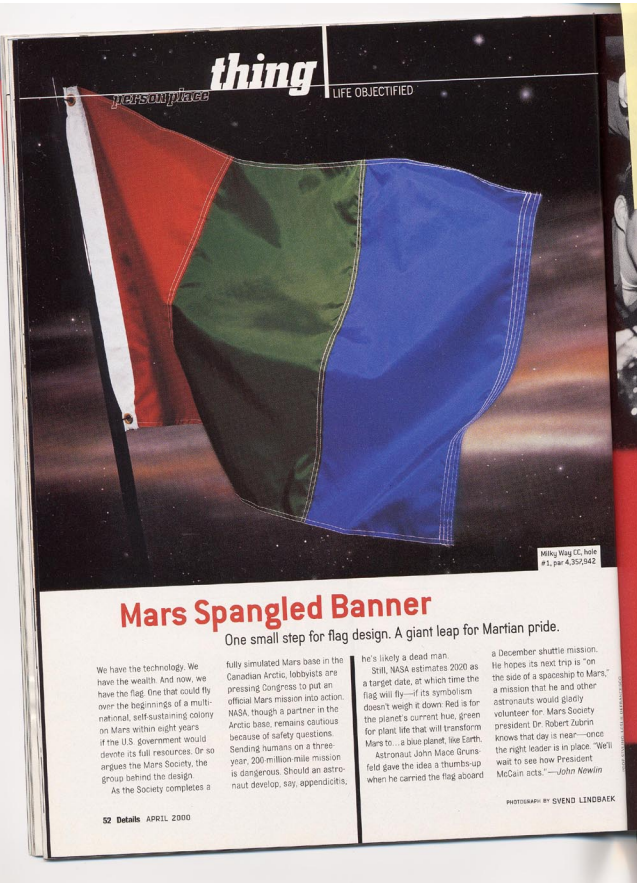 thing
person place
LIFE OBJECTIFIED
Milky Way CC, hole
#1, par 4,357,942
Mars Spangled Banner
One small step for flag design. A giant leap for Martian pride.
We have the technology. We
have the wealth. And now, we
have the flag. One that could fly
over the beginnings of a multi-
national, self-sustaining colony
on Mars within eight years
if the U.S. government would
devote its full resources. Or so
argues the Mars Society, the
group behind the design.
As the Society completes a
fully simulated Mars base in the
Canadian Arctic, lobbyists are
pressing Congress to put an
official Mars mission into action.
NASA, though a partner in the
Arctic base, remains cautious
because of safety questions.
Sending humans on a three-
year, 200-million-mile mission
is dangerous. Should an astro-
naut develop, say, appendicitis,
he's likely a dead man.
Still, NASA estimates 2020 as
a target date, at which time the
flag will fly—if its symbolism
doesn't weigh it down: Red is for
the planet's current hue, green
for plant life that will transform
Mars to...a blue planet, like Earth.
Astronaut John Mace Gruns-
feld gave the idea a thumbs-up
when he carried the flag aboard
a December shuttle mission.
He hopes its next trip is "on
the side of a spaceship to Mars,"
a mission that he and other
astronauts would gladly
volunteer for. Mars Society
president Dr. Robert Zubrin
knows that day is near—once
the right leader is in place. "We'll
wait to see how President
McCain acts."—John Newlin
PHOTOGRAPH BY SVEND LINDBAEK
52 Details APRIL 2000